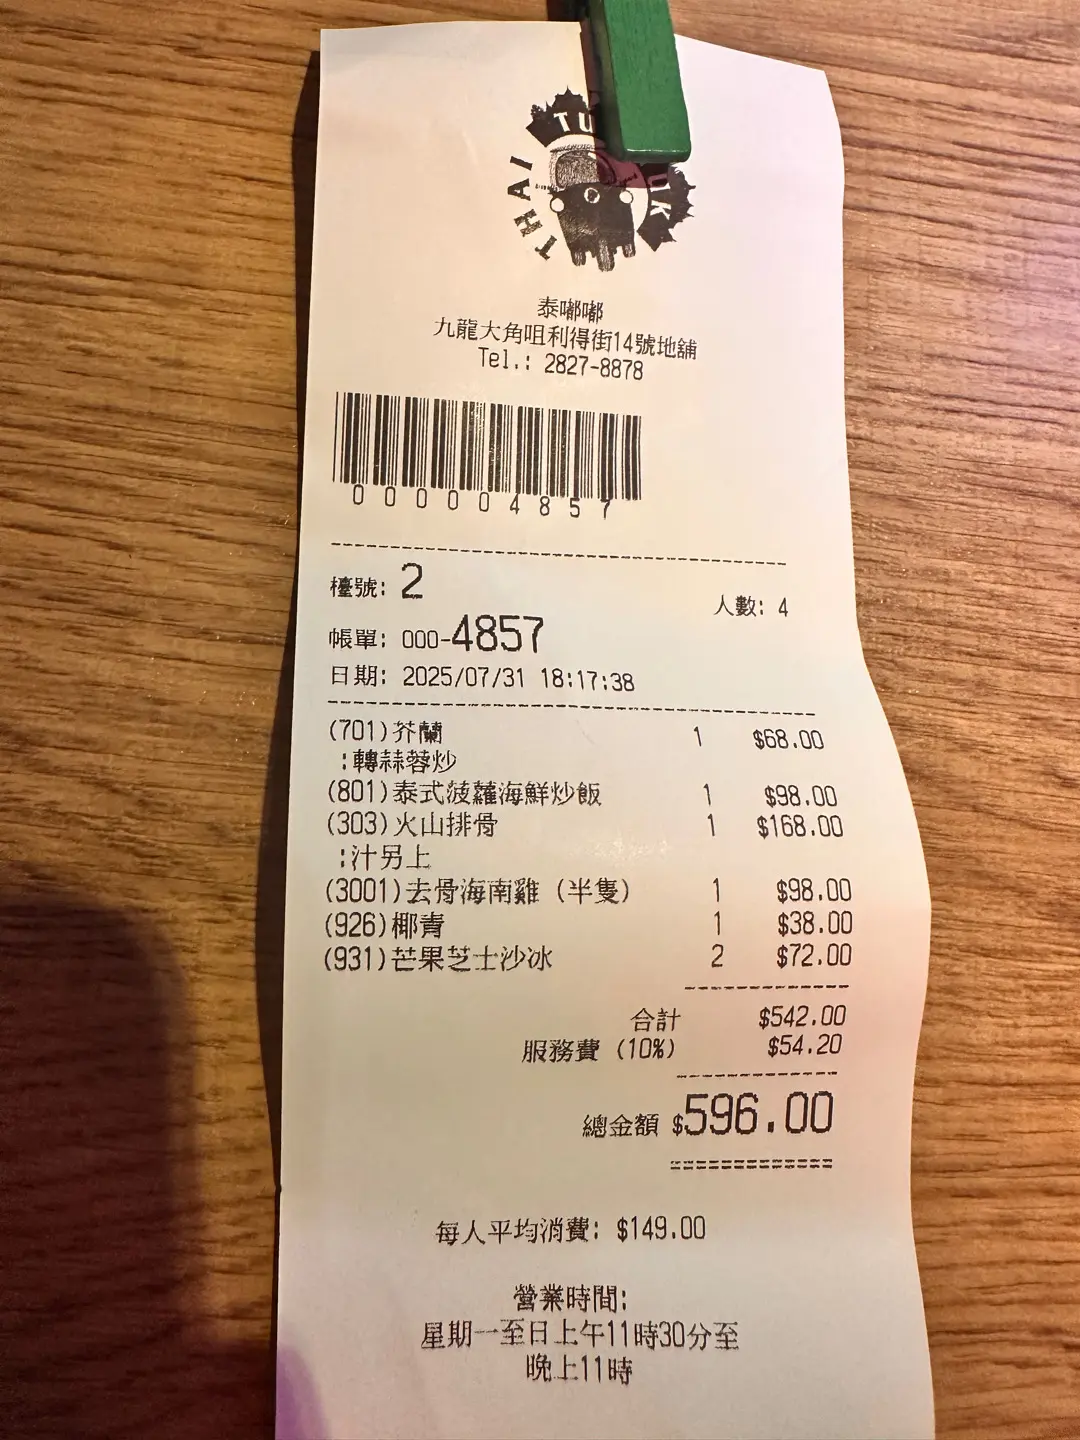 THAI TU UK
泰嘟嘟
九龍大角咀利得街14號地舖
Tel.: 2827-8878
000004857
檯號: 2 人數: 4
帳單: 000-4857
日期: 2025/07/31 18:17:38
(701)芥蘭 1 $68.00
:轉蒜蓉炒
(801)泰式菠蘿海鮮炒飯 1 $98.00
(303)火山排骨 1 $168.00
:汁另上
(3001)去骨海南雞 (半隻) 1 $98.00
(926)椰青 1 $38.00
(931)芒果芝士沙冰 2 $72.00
合計 $542.00
服務費 (10%) $54.20
總金額 $596.00
每人平均消費: $149.00
營業時間:
星期一至日上午11時30分至
晚上11時